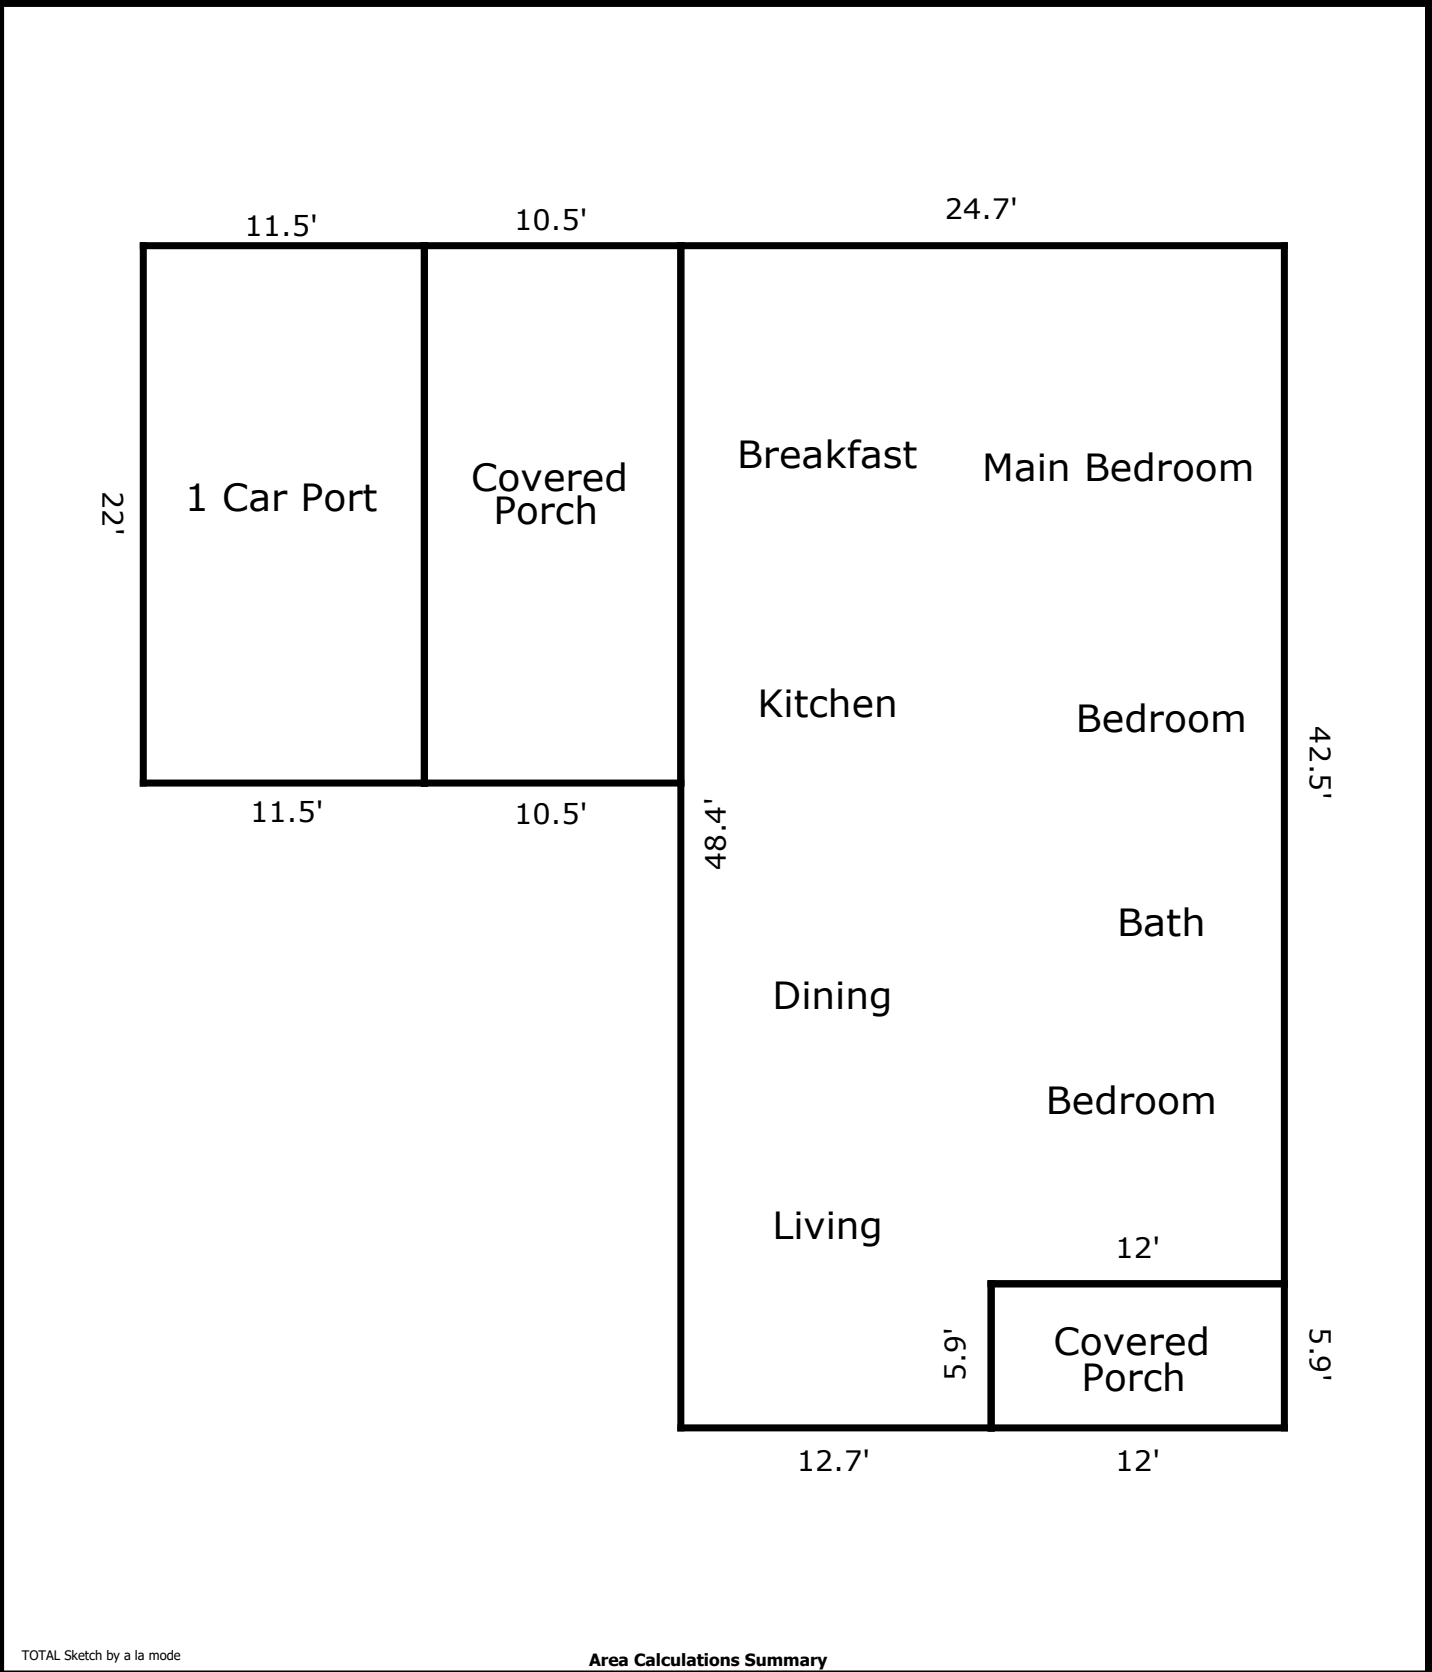 11.5'
10.5'
24.7'
Breakfast
Main Bedroom
Covered
Porch
1 Car Port
22'
Kitchen
Bedroom
42.5'
11.5'
10.5'
48.4'
Bath
Dining
Bedroom
Living
12'
5.9'
Covered
Porch
5.9'
12.7'
12'
TOTAL Sketch by a la mode
Area Calculations Summary